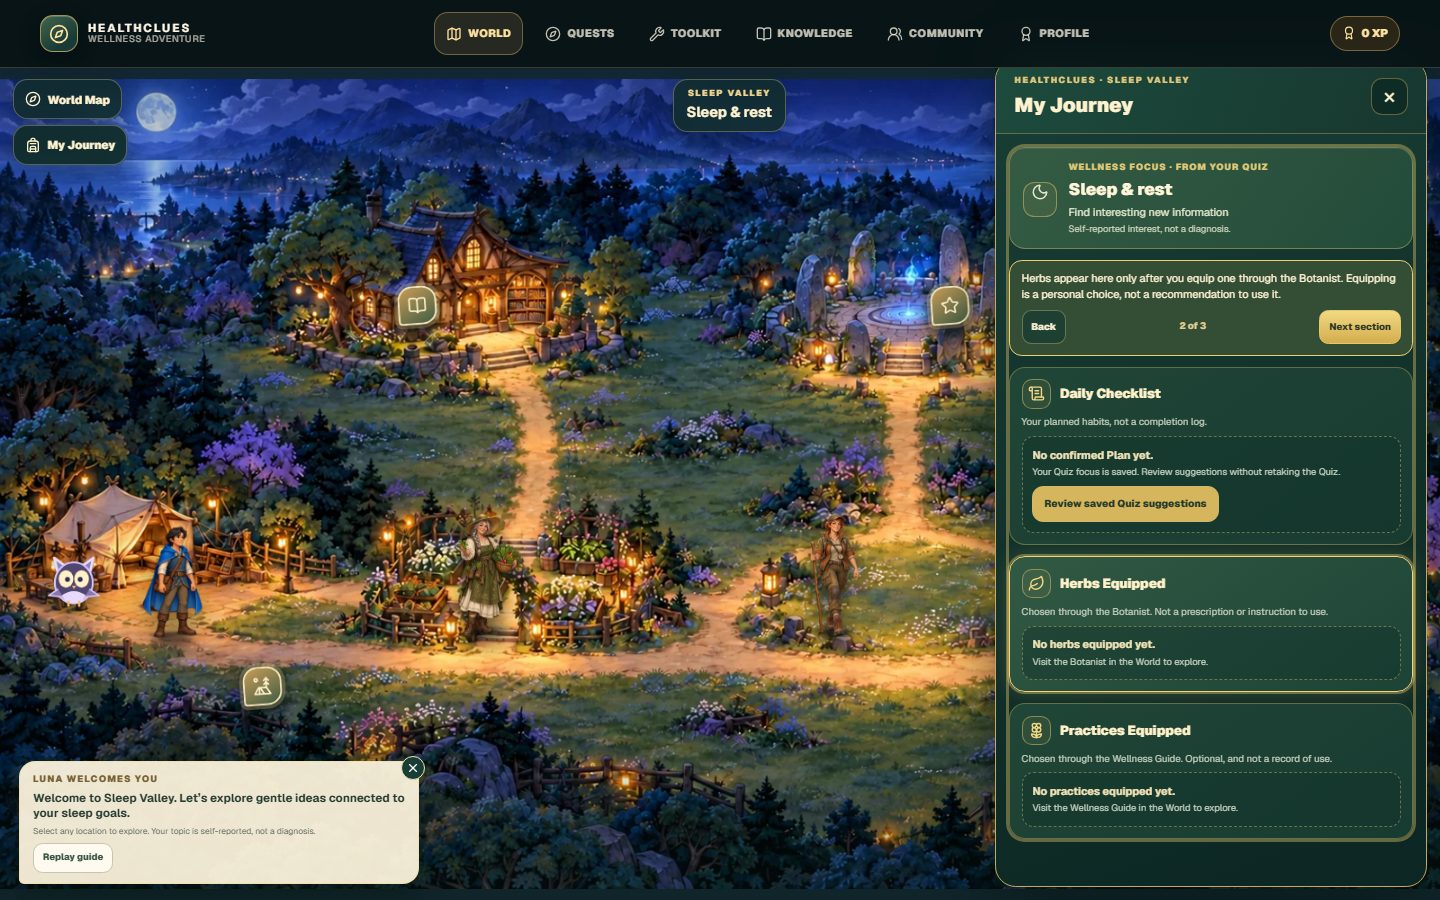 HEALTHCLUES
WELLNESS ADVENTURE
WORLD
QUESTS
TOOLKIT
KNOWLEDGE
COMMUNITY
PROFILE
0 XP
World Map
My Journey
SLEEP VALLEY
Sleep & rest
HEALTHCLUES · SLEEP VALLEY
My Journey
WELLNESS FOCUS · FROM YOUR QUIZ
Sleep & rest
Find interesting new information
Self-reported interest, not a diagnosis.
Herbs appear here only after you equip one through the Botanist. Equipping
is a personal choice, not a recommendation to use it.
Back
2 of 3
Next section
Daily Checklist
Your planned habits, not a completion log.
No confirmed Plan yet.
Your Quiz focus is saved. Review suggestions without retaking the Quiz.
Review saved Quiz suggestions
Herbs Equipped
Chosen through the Botanist. Not a prescription or instruction to use.
No herbs equipped yet.
Visit the Botanist in the World to explore.
Practices Equipped
Chosen through the Wellness Guide. Optional, and not a record of use.
No practices equipped yet.
Visit the Wellness Guide in the World to explore.
LUNA WELCOMES YOU
Welcome to Sleep Valley. Let's explore gentle ideas connected to
your sleep goals.
Select any location to explore. Your topic is self-reported, not a diagnosis.
Replay guide